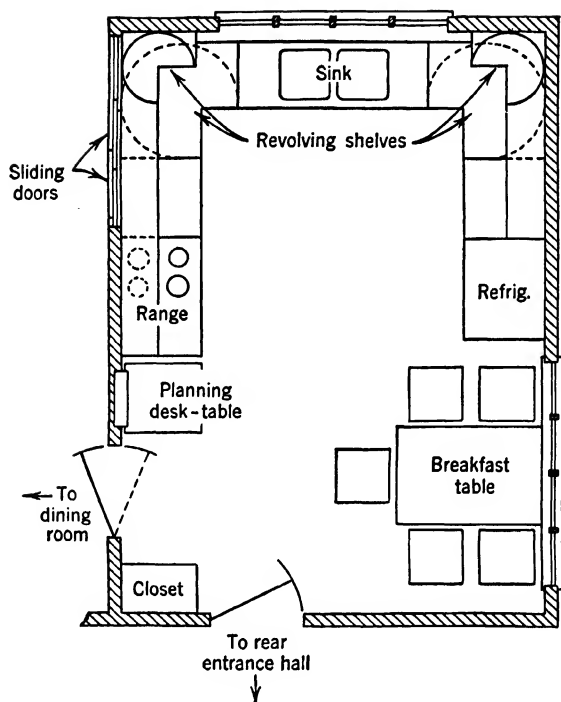 Sink
Revolving shelves
Sliding
doors
Refrig.
Range
Planning
desk-table
Breakfast
table
To
dining
room
Closet
To rear
entrance hall